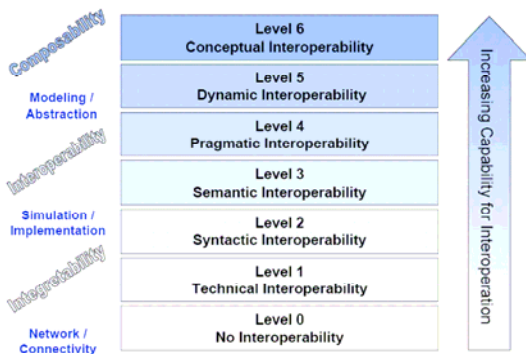 Composability
Modeling /
Abstraction
Interoperability
Simulation /
Implementation
Integretability
Network /
Connectivity
Level 6
Conceptual Interoperability
Level 5
Dynamic Interoperability
Level 4
Pragmatic Interoperability
Level 3
Semantic Interoperability
Level 2
Syntactic Interoperability
Level 1
Technical Interoperability
Level 0
No Interoperability
Increasing Capability for Interoperation